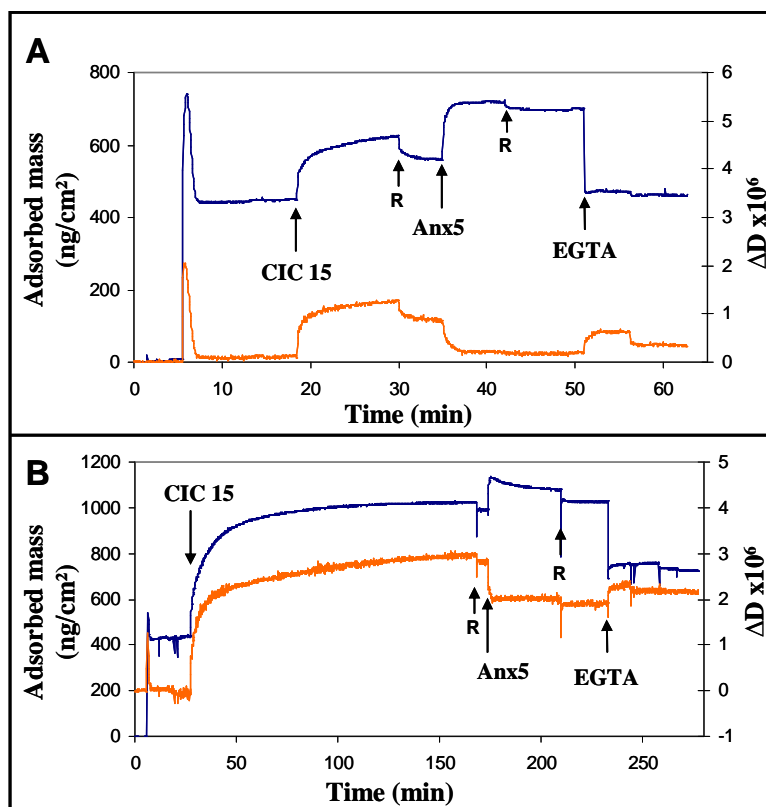 A
Adsorbed mass
(ng/cm²)
800
600
400
200
0
6
5
4
3
2
1
0
ΔD x10⁶
CIC 15
R
Anx5
R
EGTA
0 10 20 30 40 50 60
Time (min)
B
Adsorbed mass
(ng/cm²)
1200
1000
800
600
400
200
0
5
4
3
2
1
0
-1
ΔD x10⁶
CIC 15
R
Anx5
R
EGTA
0 50 100 150 200 250
Time (min)